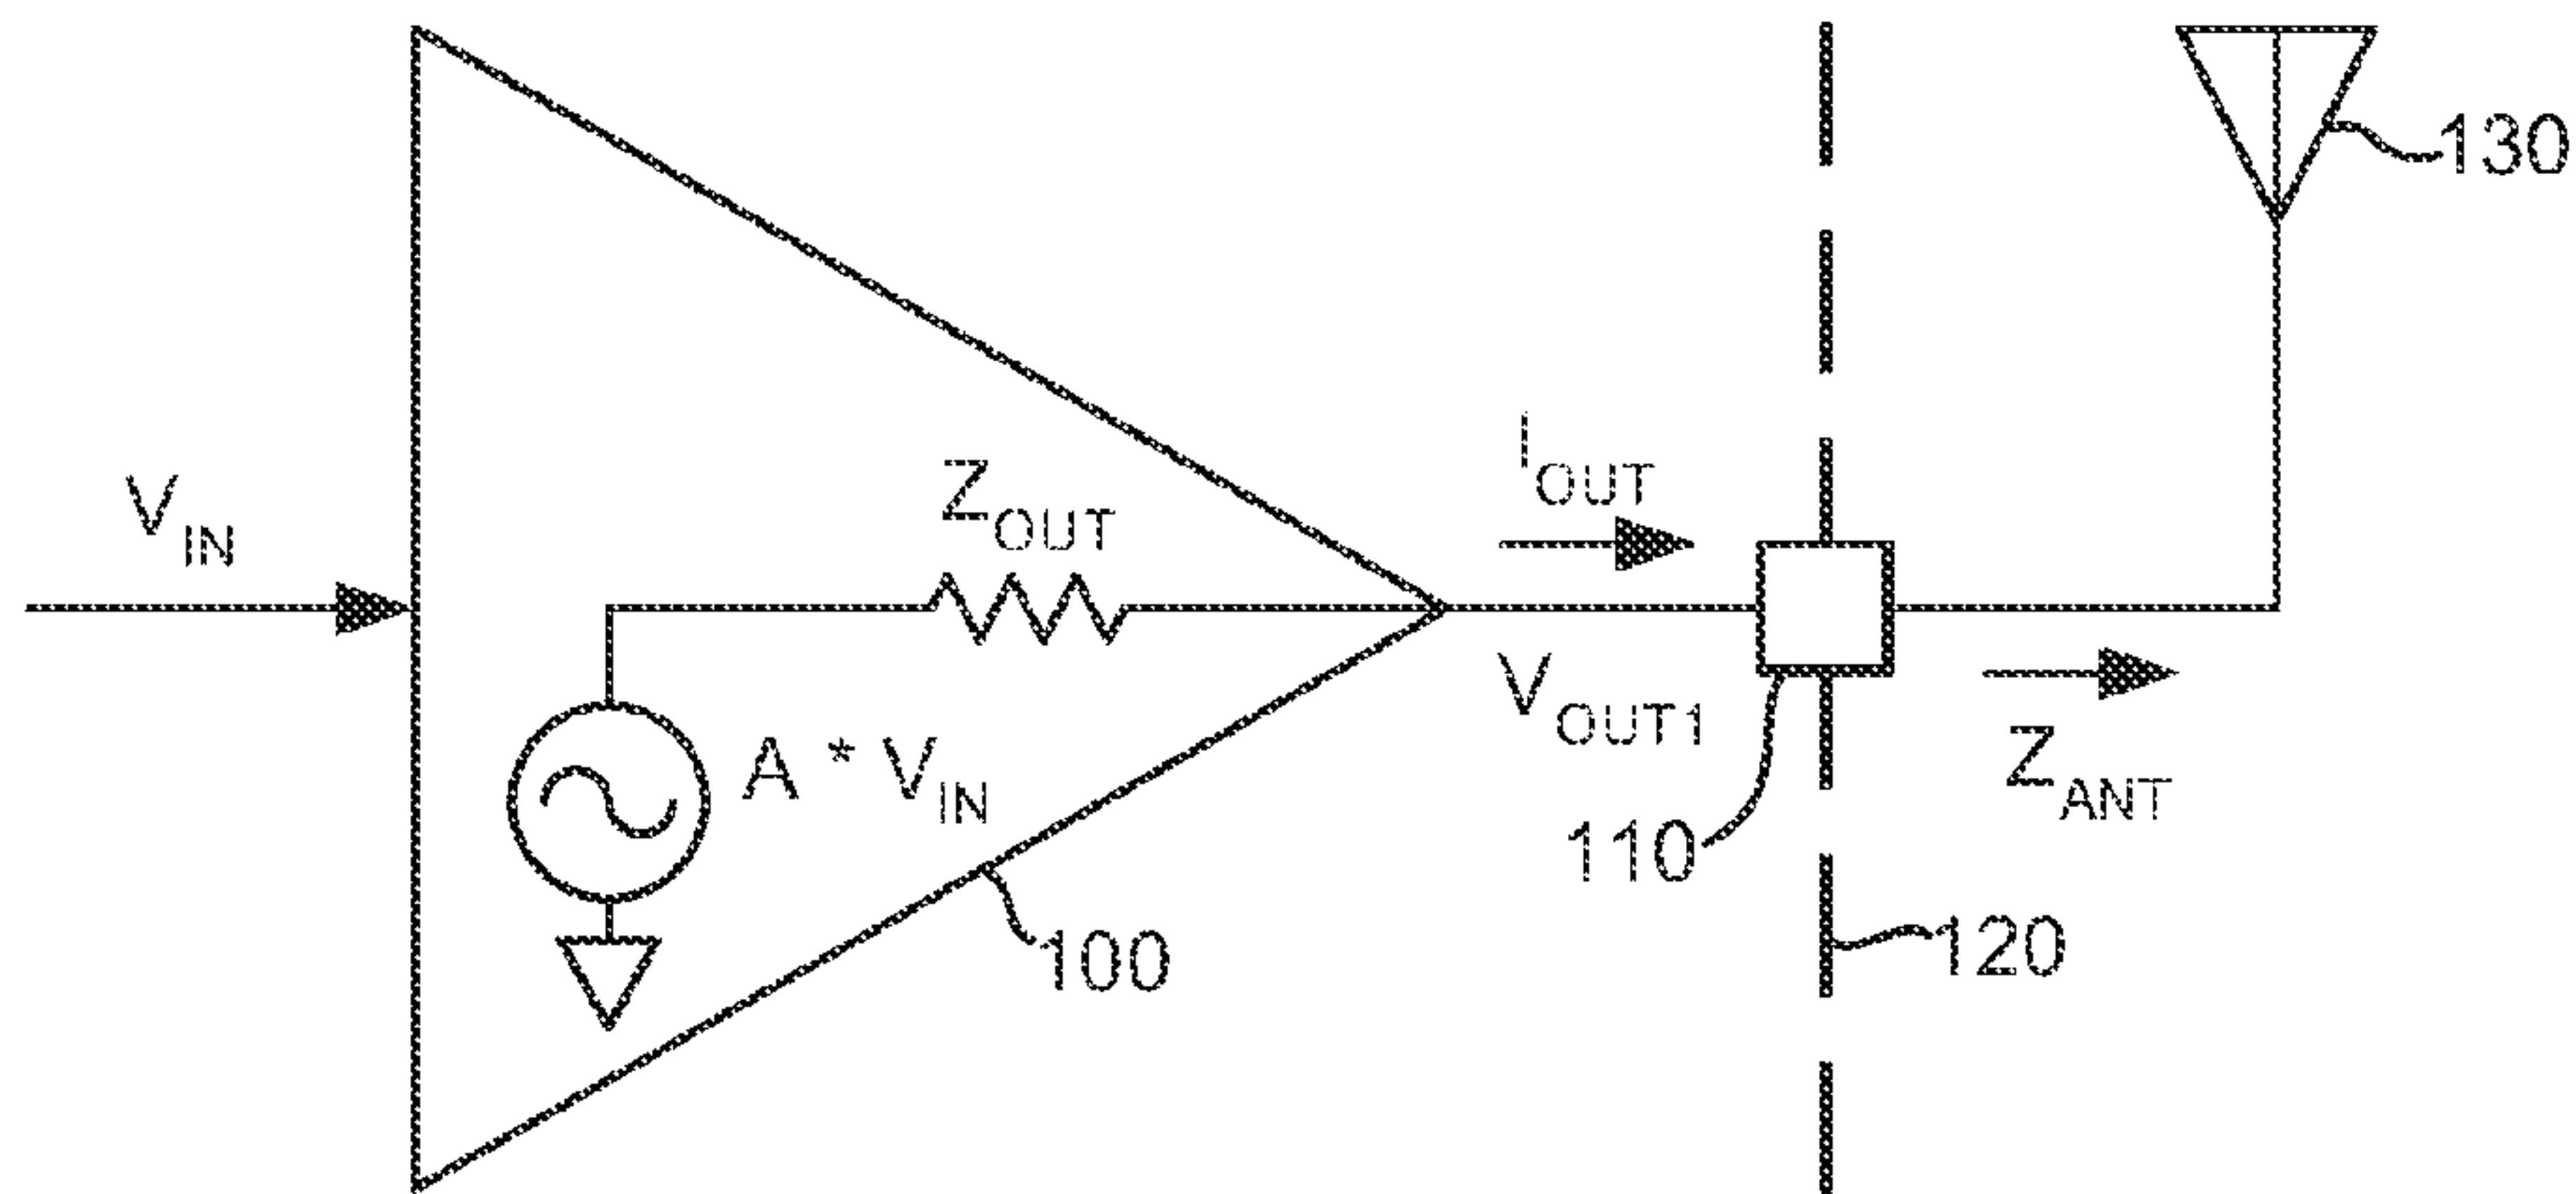 130
I_OUT
Z_OUT
V_IN
V_OUT1
Z_ANT
A * V_IN
110
120
100